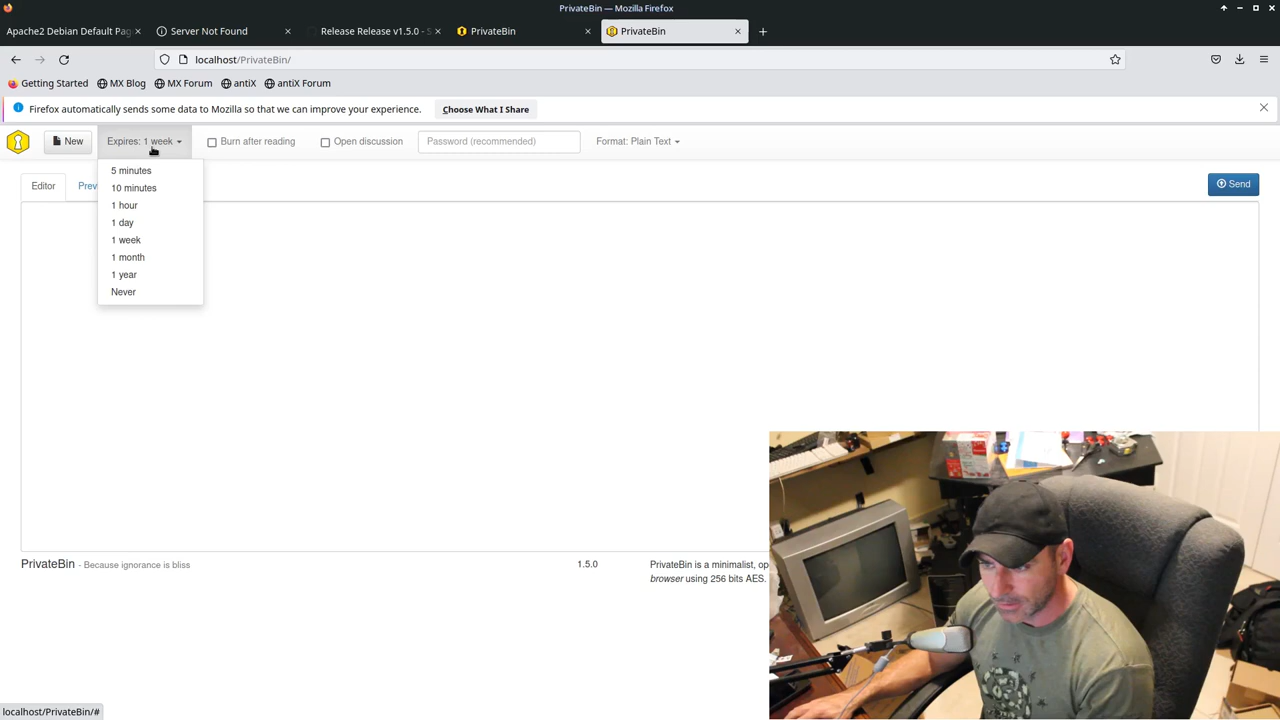 PrivateBin — Mozilla Firefox
Apache2 Debian Default Pag
Server Not Found
Release Release v1.5.0 - S
PrivateBin
PrivateBin
localhost/PrivateBin/
Getting Started
MX Blog
MX Forum
antiX
antiX Forum
Firefox automatically sends some data to Mozilla so that we can improve your experience.
Choose What I Share
New
Expires: 1 week
Burn after reading
Open discussion
Password (recommended)
Format: Plain Text
5 minutes
10 minutes
1 hour
1 day
1 week
1 month
1 year
Never
Editor
Prev
Send
PrivateBin - Because ignorance is bliss
1.5.0
PrivateBin is a minimalist, op
browser using 256 bits AES.
localhost/PrivateBin/#